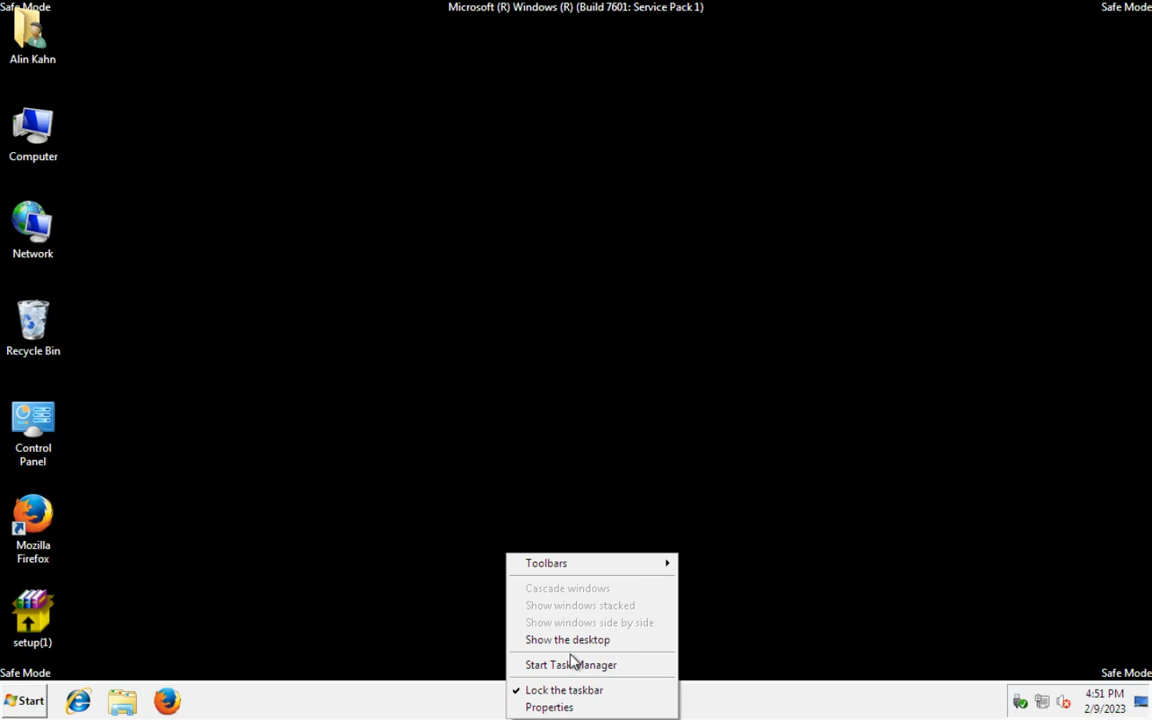 Safe Mode
Microsoft (R) Windows (R) (Build 7601: Service Pack 1)
Safe Mode
Alin Kahn
Computer
Network
Recycle Bin
Control
Panel
Mozilla
Firefox
setup(1)
Toolbars
Cascade windows
Show windows stacked
Show windows side by side
Show the desktop
Start Task Manager
Lock the taskbar
Properties
Safe Mode
Safe Mode
Start
4:51 PM
2/9/2023